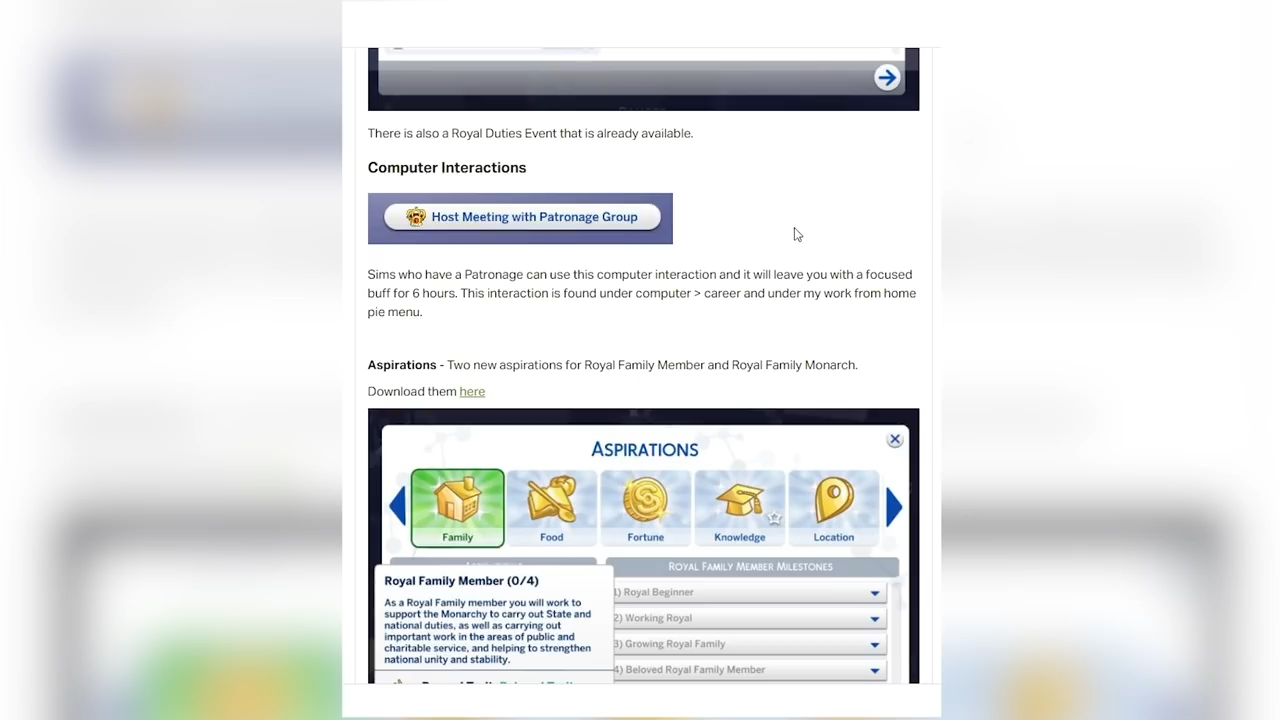 There is also a Royal Duties Event that is already available.
Computer Interactions
Host Meeting with Patronage Group
Sims who have a Patronage can use this computer interaction and it will leave you with a focused
buff for 6 hours. This interaction is found under computer > career and under my work from home
pie menu.
Aspirations - Two new aspirations for Royal Family Member and Royal Family Monarch.
Download them here
ASPIRATIONS
Family
Food
Fortune
Knowledge
Location
ROYAL FAMILY MEMBER MILESTONES
Royal Family Member (0/4)
As a Royal Family member you will work to
support the Monarchy to carry out State and
national duties, as well as carrying out
important work in the areas of public and
charitable service, and helping to strengthen
national unity and stability.
1) Royal Beginner
2) Working Royal
3) Growing Royal Family
4) Beloved Royal Family Member